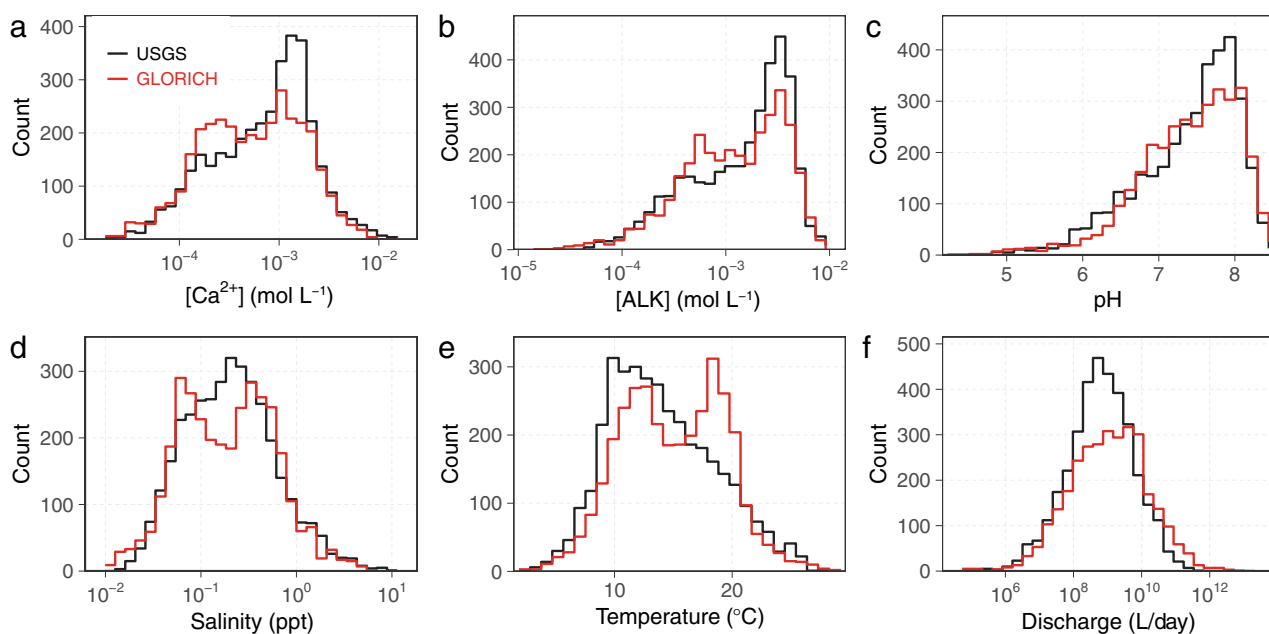 a
400
300
200
100
0
Count
USGS
GLORICH
10⁻⁴
10⁻³
10⁻²
[Ca²⁺] (mol L⁻¹)
b
400
300
200
100
0
Count
10⁻⁵
10⁻⁴
10⁻³
10⁻²
[ALK] (mol L⁻¹)
c
400
300
200
100
0
Count
5
6
7
8
pH
d
300
200
100
0
Count
10⁻²
10⁻¹
10⁰
10¹
Salinity (ppt)
e
300
200
100
0
Count
10
20
Temperature (°C)
f
500
400
300
200
100
0
Count
10⁶
10⁸
10¹⁰
10¹²
Discharge (L/day)